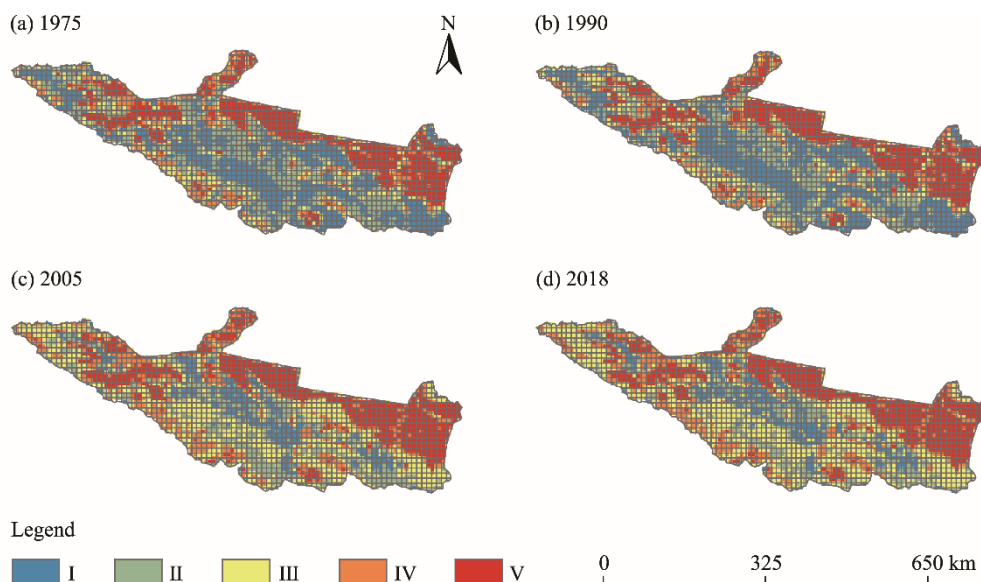 (a) 1975
N
(b) 1990
(c) 2005
(d) 2018
Legend
I II III IV V
0 325 650 km